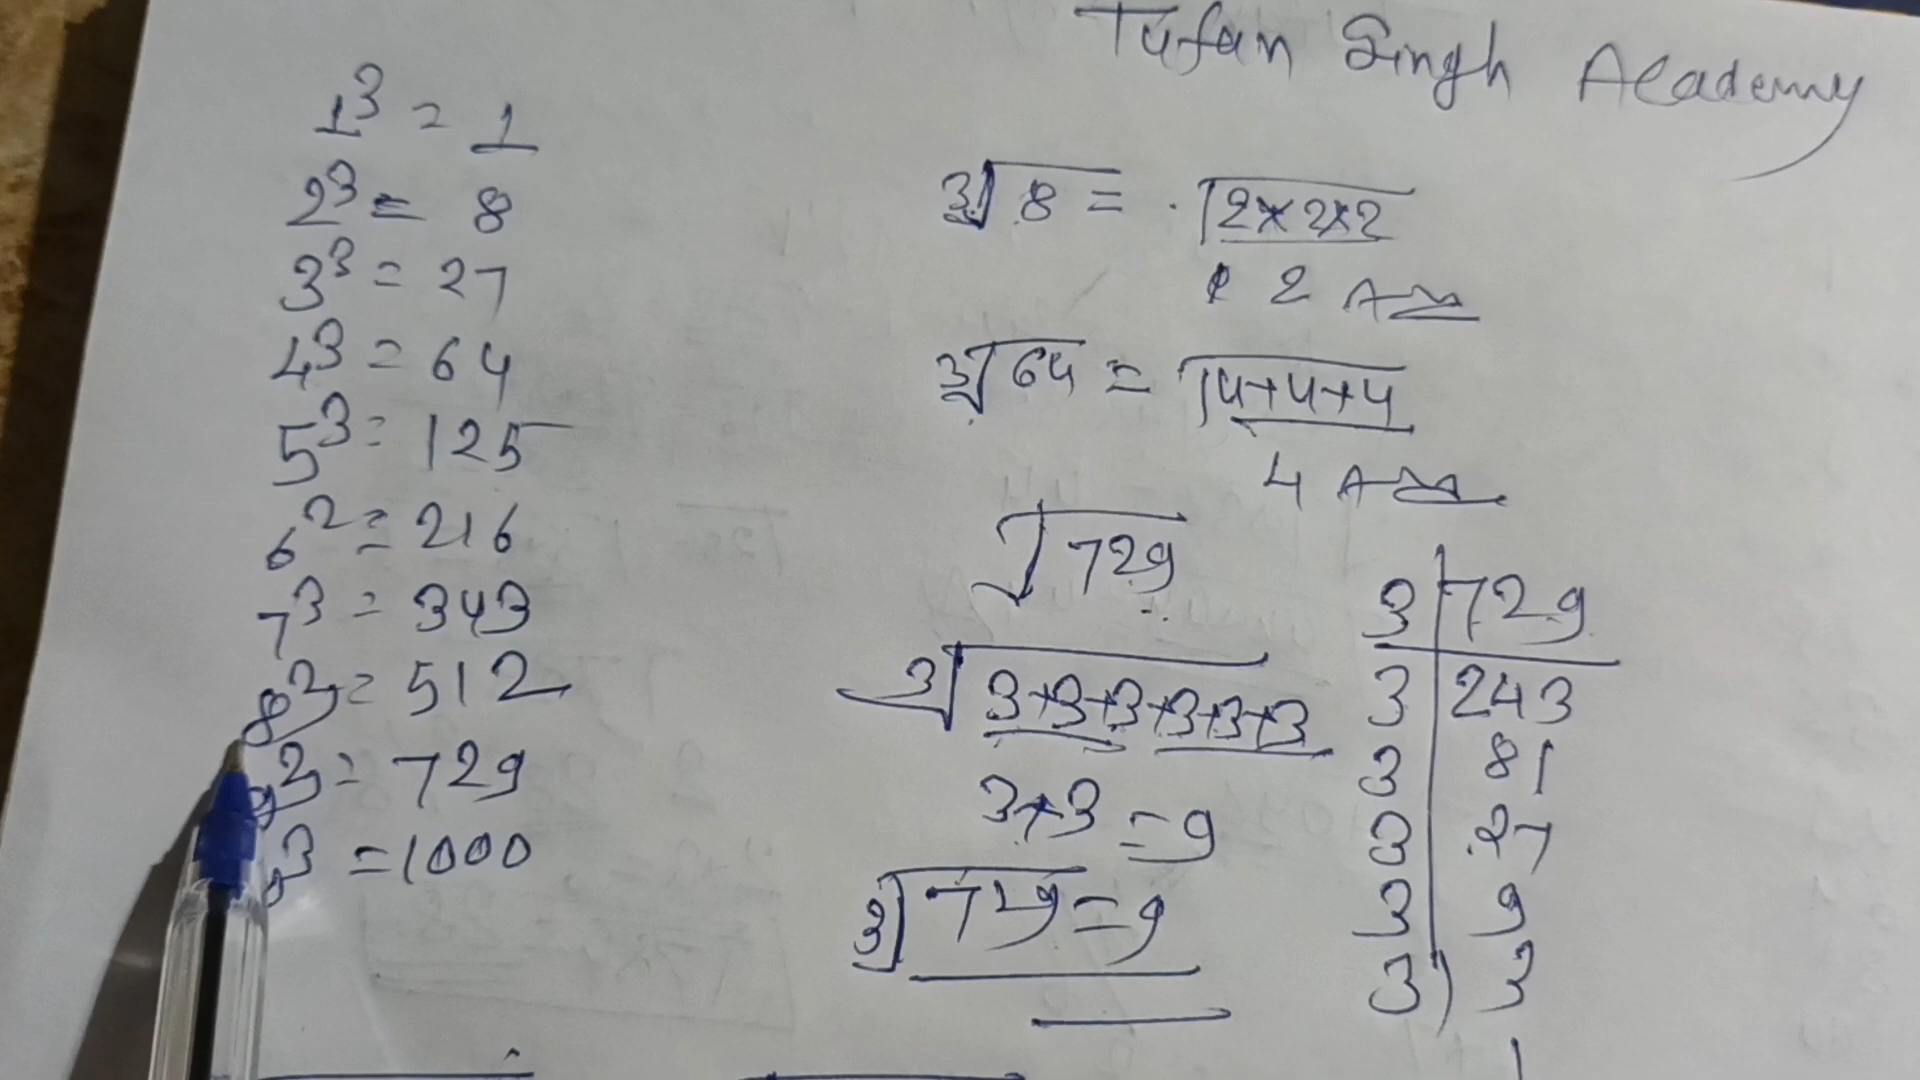 Tufan Singh Academy
1³ = 1
2³ = 8
3³ = 27
4³ = 64
5³ = 125
6² = 216
7³ = 343
8² = 512
9² = 729
³ = 1000
³√8 = √2×2×2
2 Ans
³√64 = √4+4+4
4 Ans
√729
³√3+3+3+3+3+3
3+3 = 9
³√729 = 9
3 | 729
3 | 243
3 | 81
3 | 27
3 | 9
3 | 3
1